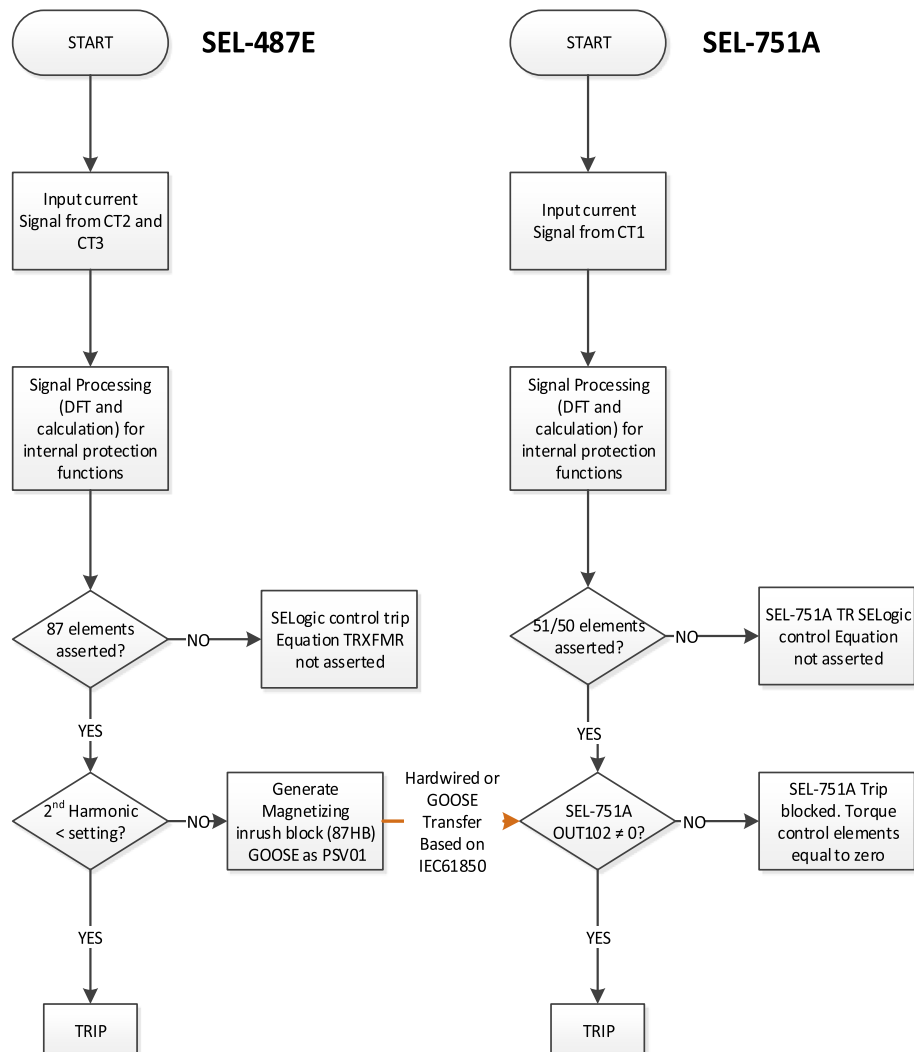 SEL-487E
START
Input current
Signal from CT2 and
CT3
Signal Processing
(DFT and
calculation) for
internal protection
functions
87 elements
asserted?
NO
SELogic control trip
Equation TRXFMR
not asserted
YES
2nd Harmonic
< setting?
NO
Generate
Magnetizing
inrush block (87HB)
GOOSE as PSV01
Hardwired or
GOOSE
Transfer
Based on
IEC61850
YES
TRIP
SEL-751A
START
Input current
Signal from CT1
Signal Processing
(DFT and
calculation) for
internal protection
functions
51/50 elements
asserted?
NO
SEL-751A TR SELogic
control Equation
not asserted
YES
SEL-751A
OUT102 ≠ 0?
NO
SEL-751A Trip
blocked. Torque
control elements
equal to zero
YES
TRIP